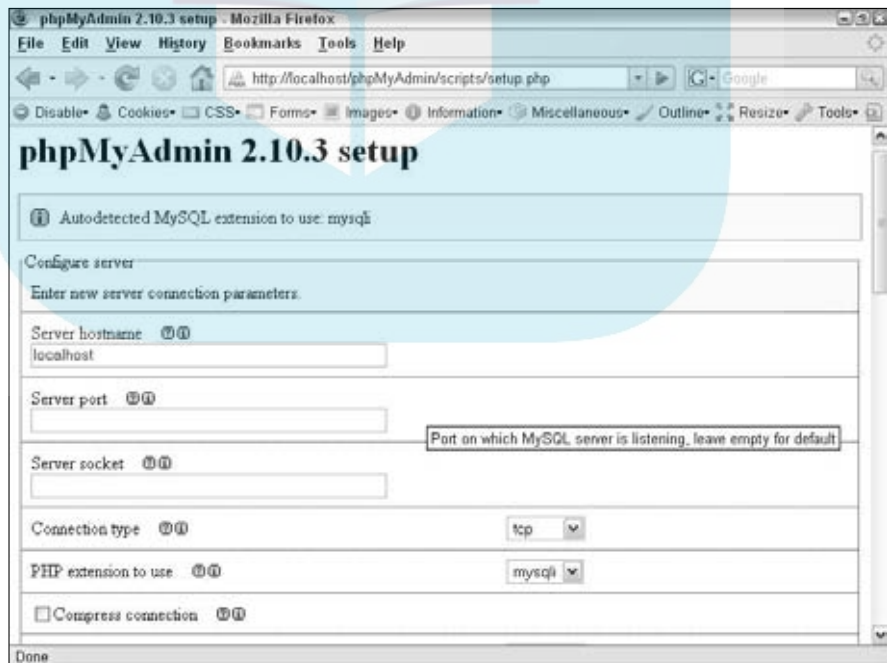 phpMyAdmin 2.10.3 setup - Mozilla Firefox
File Edit View History Bookmarks Tools Help
http://localhost/phpMyAdmin/scripts/setup.php
Google
Disable Cookies CSS Forms Images Information Miscellaneous Outline Resize Tools
phpMyAdmin 2.10.3 setup
Autodetected MySQL extension to use: mysqli
Configure server
Enter new server connection parameters.
Server hostname
localhost
Server port
Port on which MySQL server is listening, leave empty for default
Server socket
Connection type
tcp
PHP extension to use
mysqli
Compress connection
Done